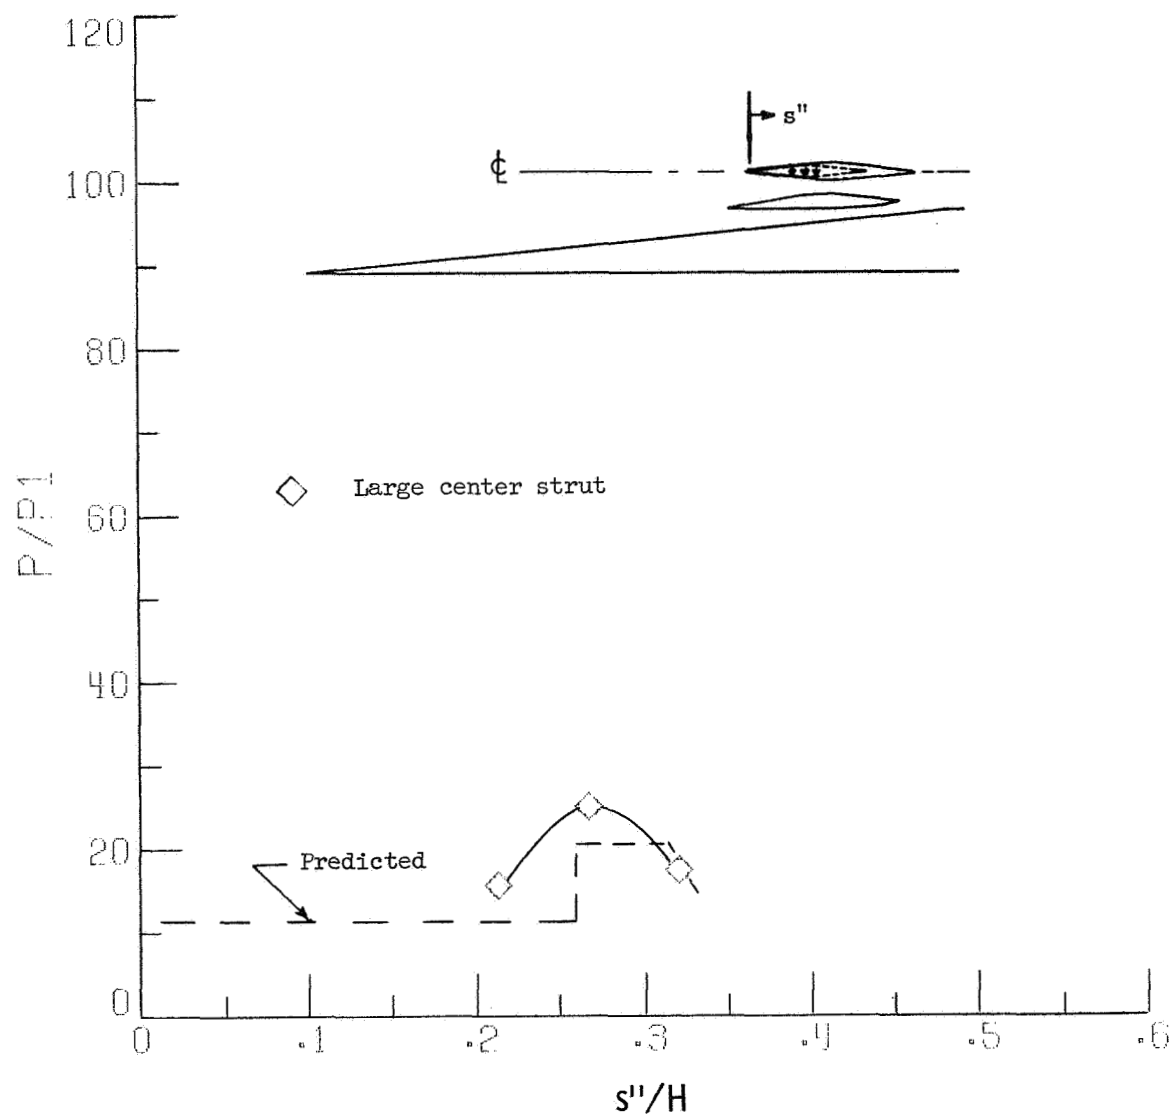 120
s"
℄
100
80
Large center strut
P/P1
60
40
20
Predicted
0
0 .1 .2 .3 .4 .5 .6
s"/H